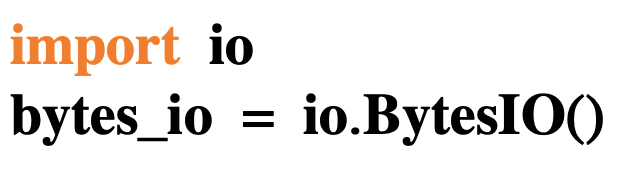 import io
bytes_io = io.BytesIO()